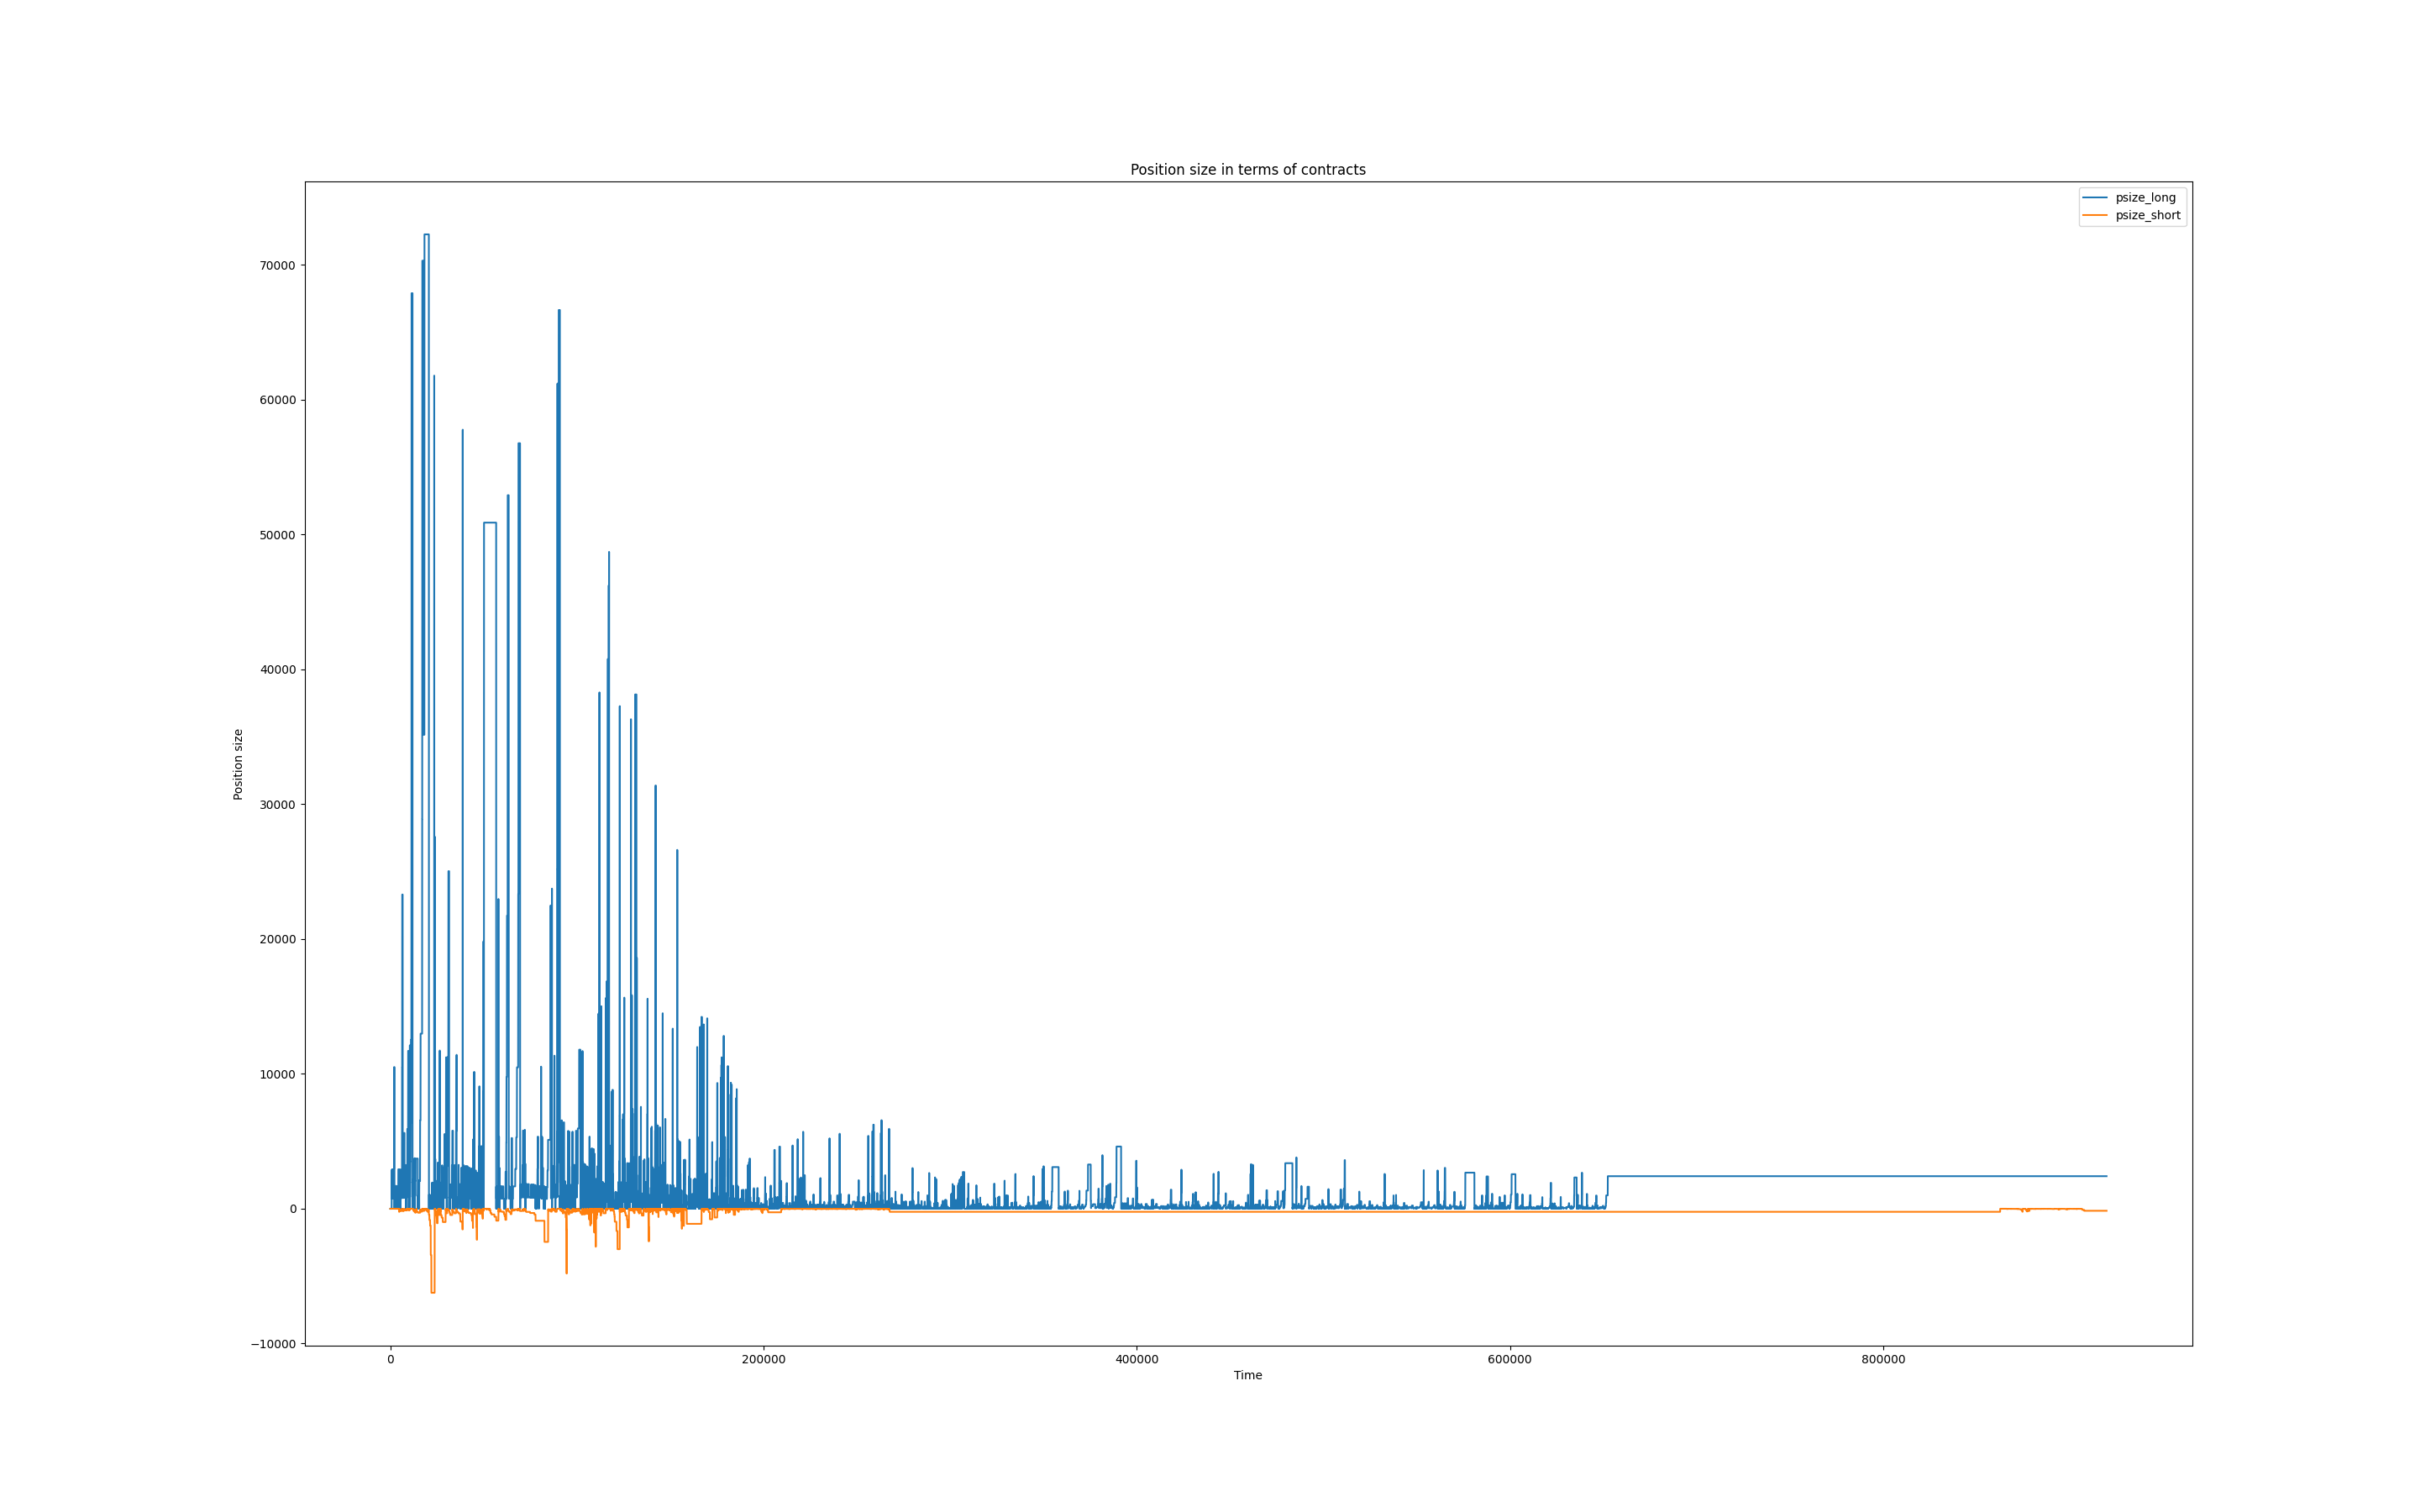 Position size in terms of contracts
psize_long
psize_short
70000
60000
50000
40000
30000
20000
10000
0
−10000
Position size
0
200000
400000
600000
800000
Time